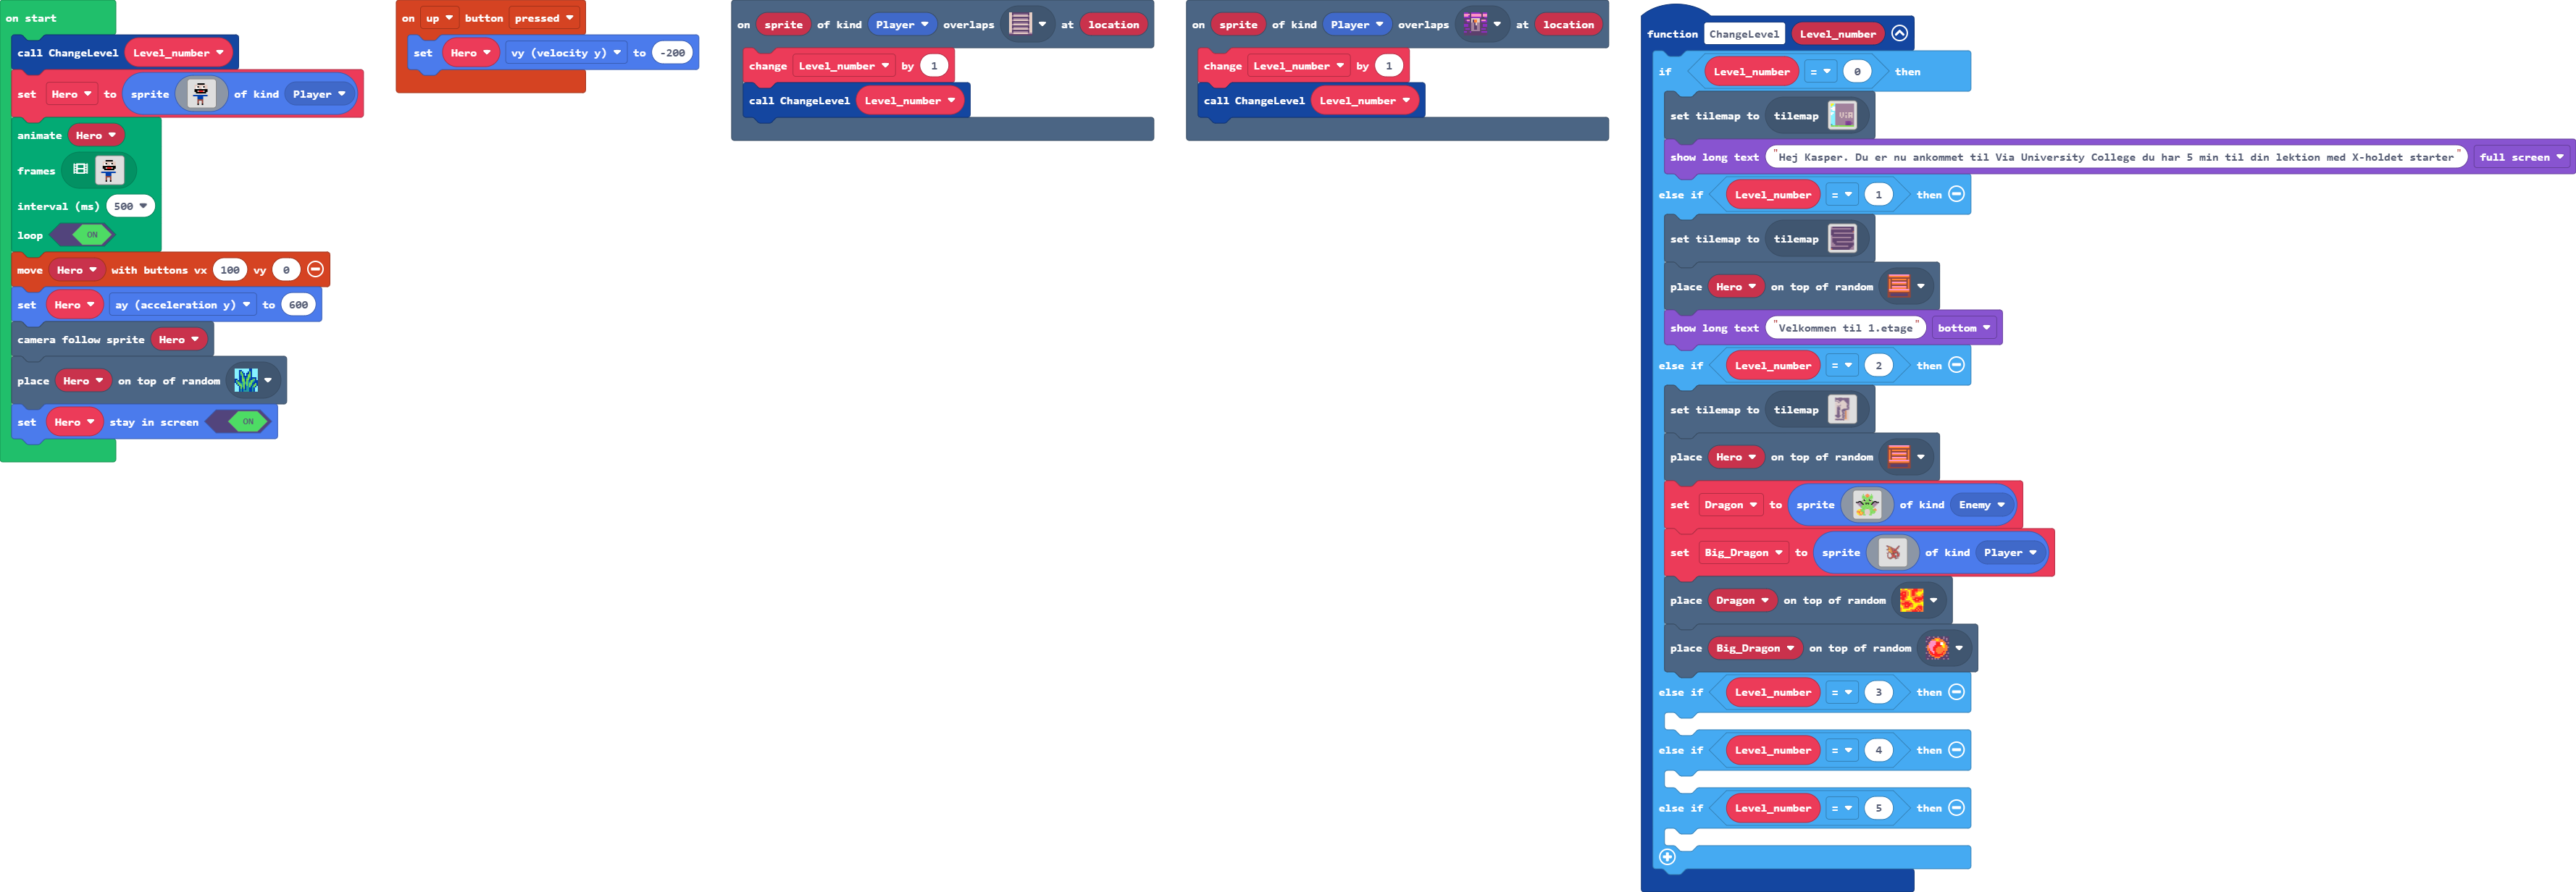 on start
call ChangeLevel Level_number
set Hero to sprite of kind Player
animate Hero
frames
interval (ms) 500
loop ON
move Hero with buttons vx 100 vy 0
set Hero ay (acceleration y) to 600
camera follow sprite Hero
place Hero on top of random
set Hero stay in screen ON
on up button pressed
set Hero vy (velocity y) to -200
on sprite of kind Player overlaps at location
change Level_number by 1
call ChangeLevel Level_number
on sprite of kind Player overlaps at location
change Level_number by 1
call ChangeLevel Level_number
function ChangeLevel Level_number
if Level_number = 0 then
set tilemap to tilemap ViA
show long text "Hej Kasper. Du er nu ankommet til Via University College du har 5 min til din lektion med X-holdet starter" full screen
else if Level_number = 1 then
set tilemap to tilemap
place Hero on top of random
show long text "Velkommen til 1.etage" bottom
else if Level_number = 2 then
set tilemap to tilemap
place Hero on top of random
set Dragon to sprite of kind Enemy
set Big_Dragon to sprite of kind Player
place Dragon on top of random
place Big_Dragon on top of random
else if Level_number = 3 then
else if Level_number = 4 then
else if Level_number = 5 then